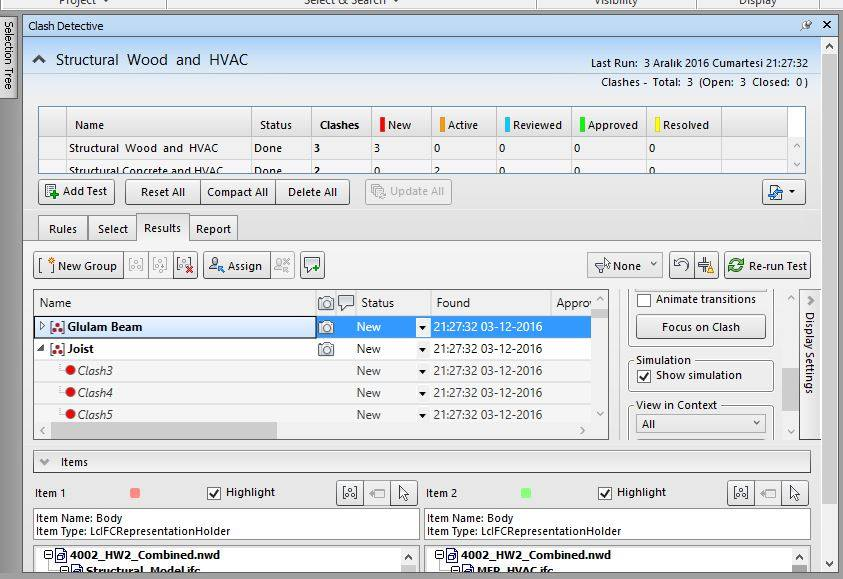 Project
Select & Search
Visibility
Display
Selection Tree
Clash Detective
Structural Wood and HVAC
Last Run: 3 Aralık 2016 Cumartesi 21:27:32
Clashes - Total: 3 (Open: 3 Closed: 0 )
Name Status Clashes New Active Reviewed Approved Resolved
Structural Wood and HVAC Done 3 3 0 0 0 0
Structural Concrete and HVAC Done 2 0 2 0 0 0
Add Test Reset All Compact All Delete All Update All
Rules Select Results Report
New Group Assign None Re-run Test
Name Status Found Approv
Glulam Beam New 21:27:32 03-12-2016
Joist New 21:27:32 03-12-2016
Clash3 New 21:27:32 03-12-2016
Clash4 New 21:27:32 03-12-2016
Clash5 New 21:27:32 03-12-2016
Animate transitions
Focus on Clash
Simulation
Show simulation
View in Context
All
Display Settings
Items
Item 1 Highlight Item 2 Highlight
Item Name: Body Item Name: Body
Item Type: LcIFCRepresentationHolder Item Type: LcIFCRepresentationHolder
4002_HW2_Combined.nwd 4002_HW2_Combined.nwd
Structural_Model.ifc MEP_HVAC.ifc